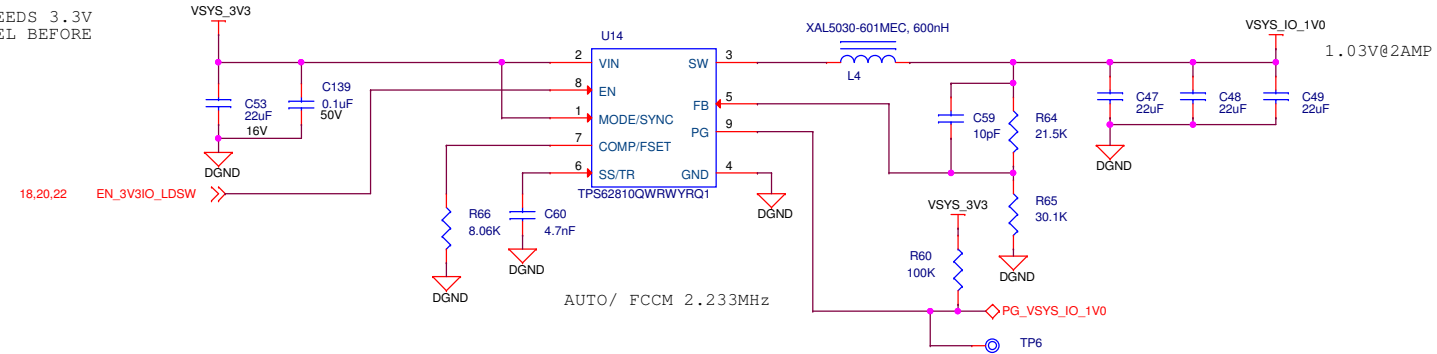 EEDS 3.3V
EL BEFORE
VSYS_3V3
C53
22uF
16V
C139
0.1uF
50V
DGND
18,20,22 EN_3V3IO_LDSW
U14
2 VIN
8 EN
1 MODE/SYNC
7 COMP/FSET
6 SS/TR
SW 3
FB 5
PG 9
GND 4
TPS62810QWRWYRQ1
R66
8.06K
DGND
C60
4.7nF
DGND
AUTO/ FCCM 2.233MHz
DGND
XAL5030-601MEC, 600nH
L4
C59
10pF
R64
21.5K
R65
30.1K
DGND
VSYS_3V3
R60
100K
PG_VSYS_IO_1V0
TP6
C47
22uF
C48
22uF
C49
22uF
DGND
VSYS_IO_1V0
1.03V@2AMP